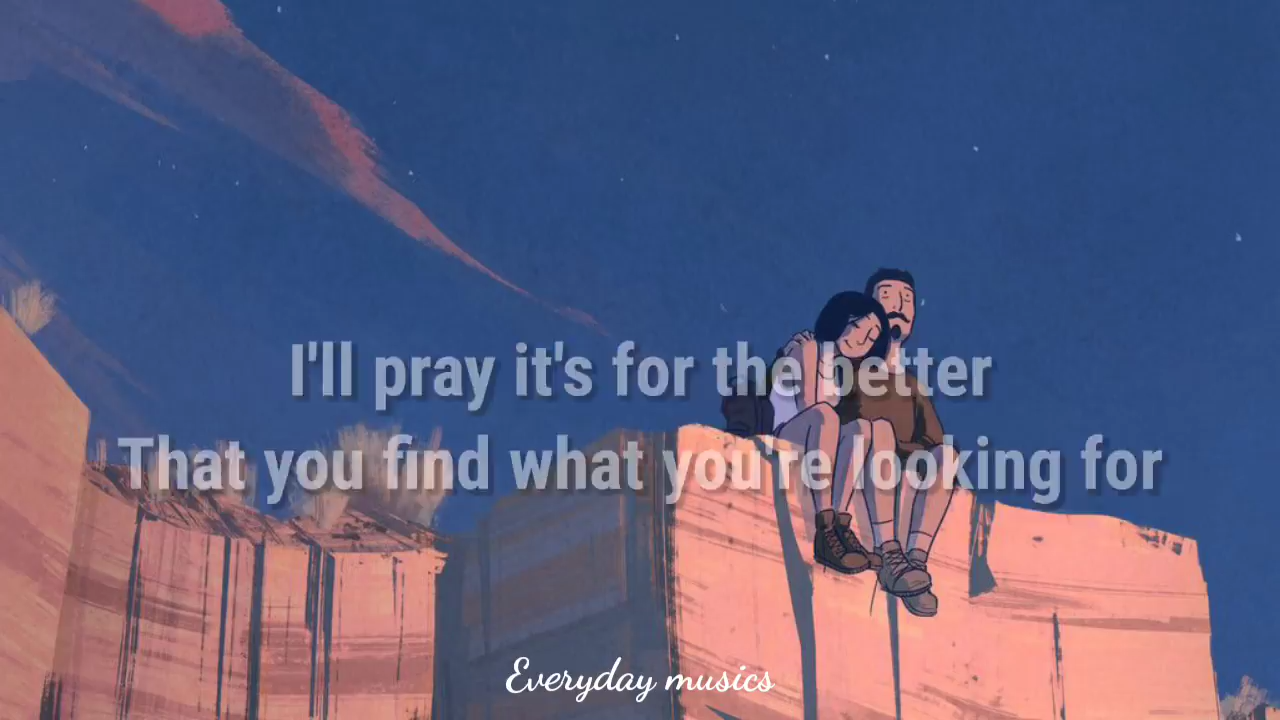 I'll pray it's for the better
That you find what you're looking for
Everyday musics